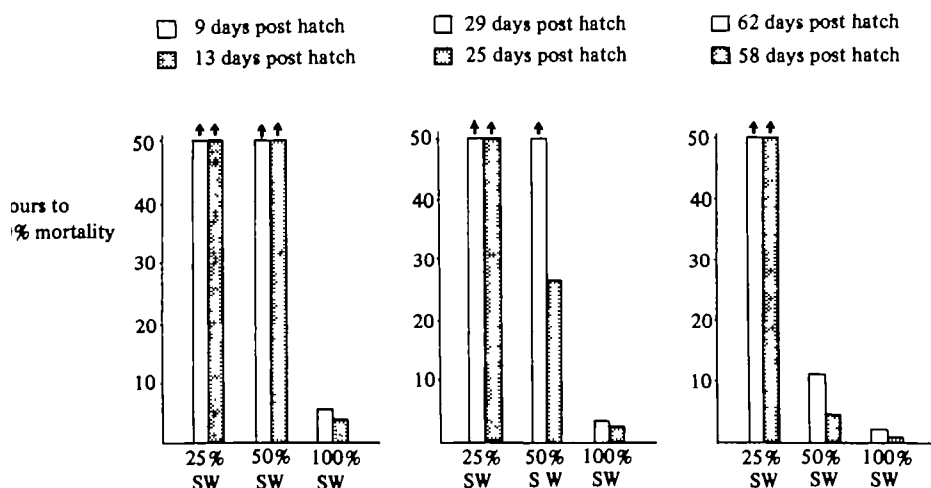 9 days post hatch
13 days post hatch
29 days post hatch
25 days post hatch
62 days post hatch
58 days post hatch
ours to
% mortality
50
40
30
20
10
25% 50% 100%
SW SW SW
50
40
30
20
10
25% 50% 100%
SW S W SW
50
40
30
20
10
25% 50% 100%
SW SW SW